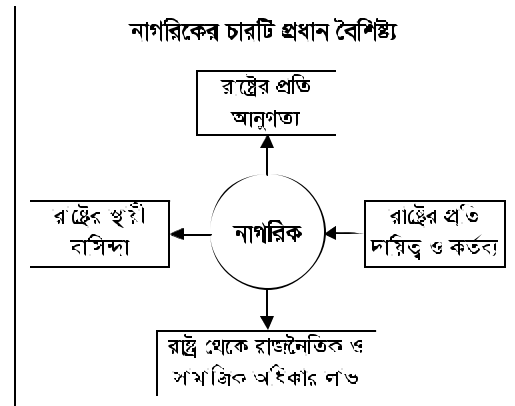 নাগরিকের চারটি প্রধান বৈশিষ্ট্য
রাষ্ট্রের প্রতি
আনুগত্য
রাষ্ট্রের স্থায়ী
বাসিন্দা
নাগরিক
রাষ্ট্রের প্রতি
দায়িত্ব ও কর্তব্য
রাষ্ট্র থেকে রাজনৈতিক ও
সামাজিক অধিকার লাভ